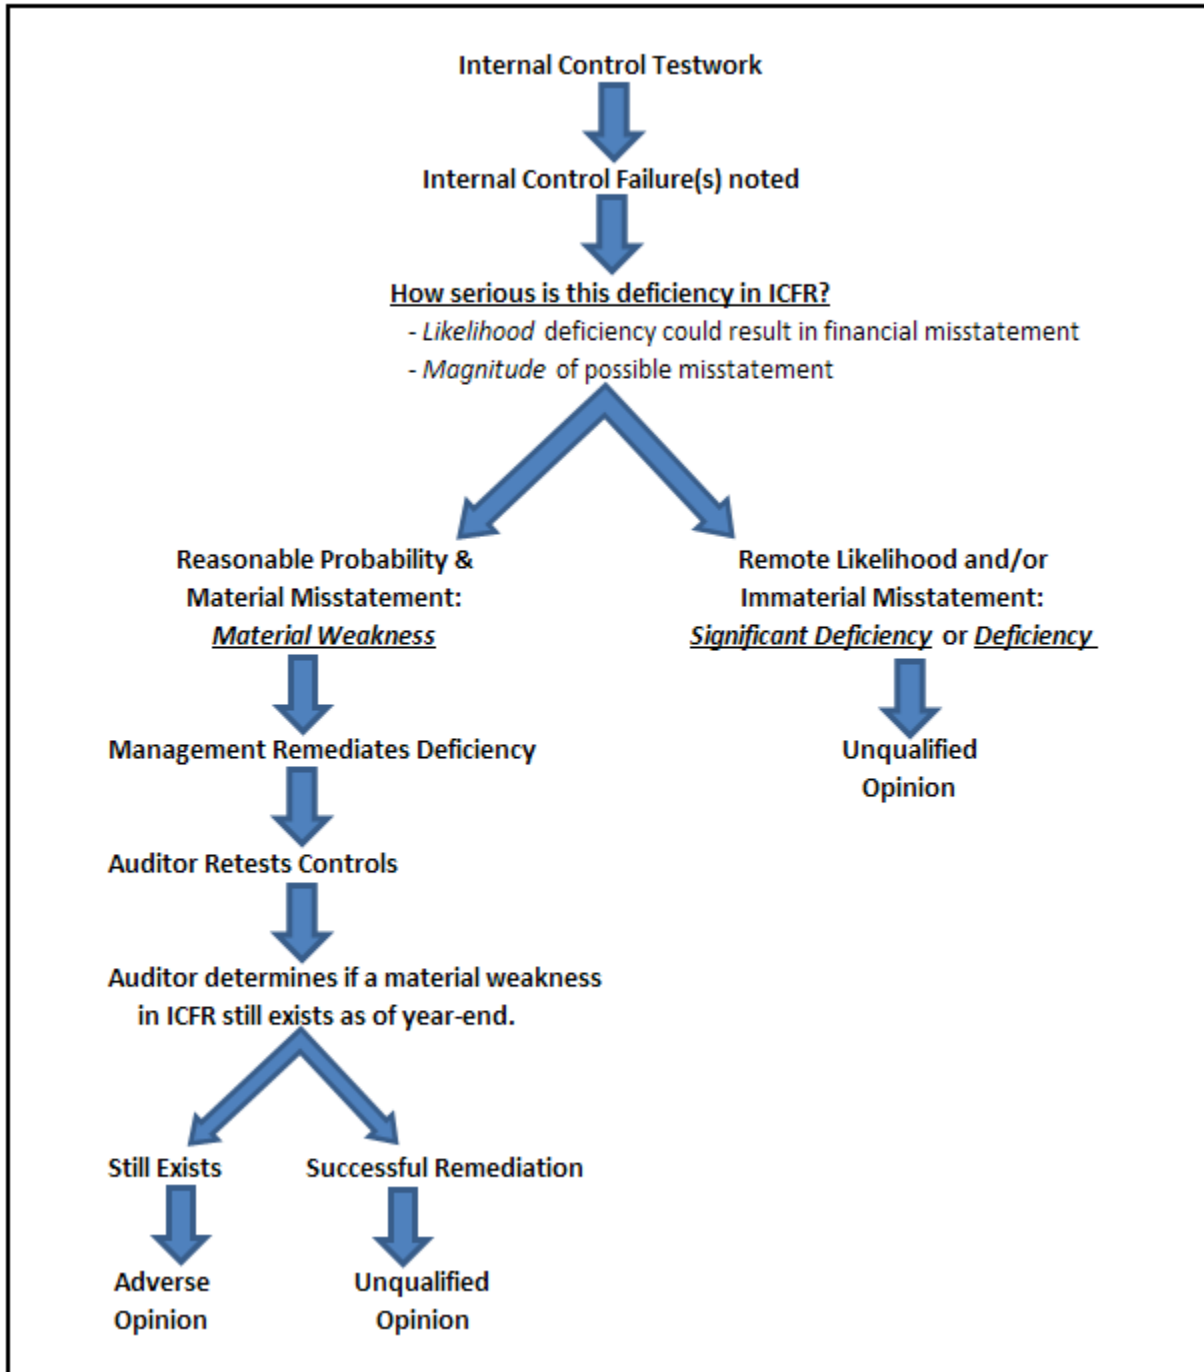 Internal Control Testwork
Internal Control Failure(s) noted
How serious is this deficiency in ICFR?
- Likelihood deficiency could result in financial misstatement
- Magnitude of possible misstatement
Reasonable Probability &
Material Misstatement:
Material Weakness
Remote Likelihood and/or
Immaterial Misstatement:
Significant Deficiency or Deficiency
Management Remediates Deficiency
Unqualified
Opinion
Auditor Retests Controls
Auditor determines if a material weakness
in ICFR still exists as of year-end.
Still Exists
Successful Remediation
Adverse
Opinion
Unqualified
Opinion